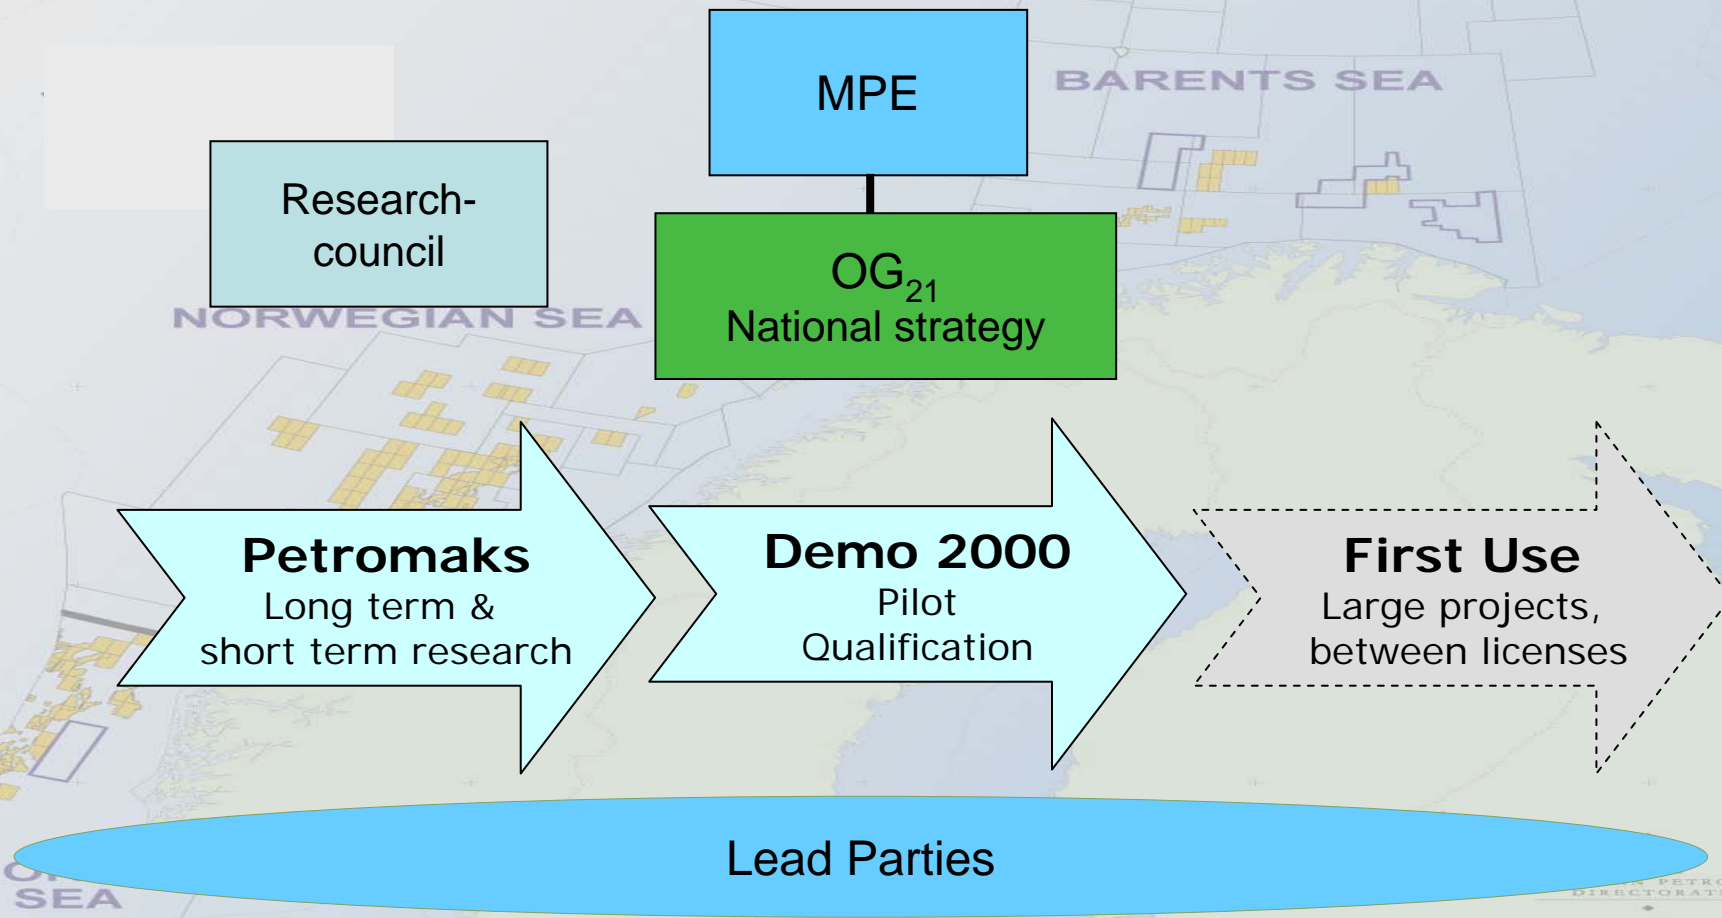 MPE
BARENTS SEA
Research-
council
OG21
National strategy
NORWEGIAN SEA
Petromaks
Long term &
short term research
Demo 2000
Pilot
Qualification
First Use
Large projects,
between licenses
Lead Parties
SEA
DIRECTORAT